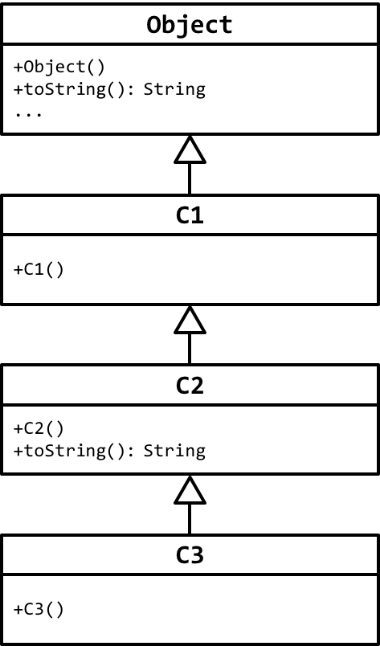 Object
+Object()
+toString(): String
...
C1
+C1()
C2
+C2()
+toString(): String
C3
+C3()